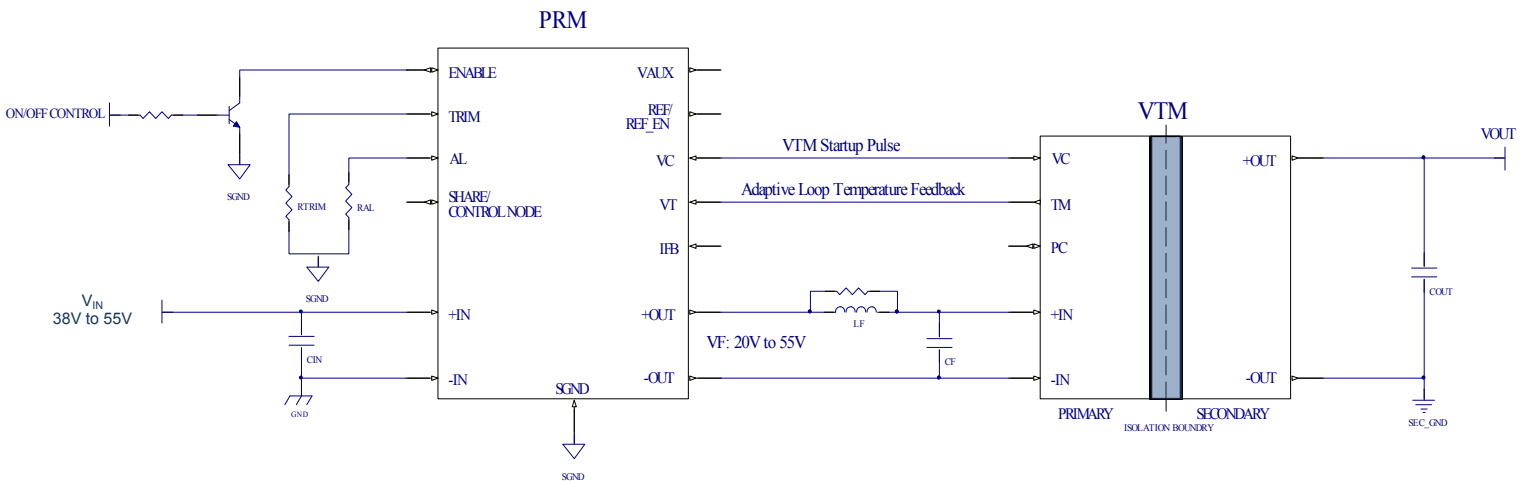 PRM
ENABLE
VAUX
ON/OFF CONTROL
TRIM
REF/
REF_EN
VTM
VOUT
VTM Startup Pulse
AL
VC
VC
+OUT
SGND
Adaptive Loop Temperature Feedback
SHARE/
CONTROL NODE
RTRIM
RAL
VT
TM
IFB
PC
SGND
COUT
VIN
38V to 55V
+IN
+OUT
LF
+IN
VF: 20V to 55V
CIN
CF
-IN
-OUT
-IN
-OUT
SGND
GND
PRIMARY
SECONDARY
ISOLATION BOUNDRY
SEC_GND
SGND